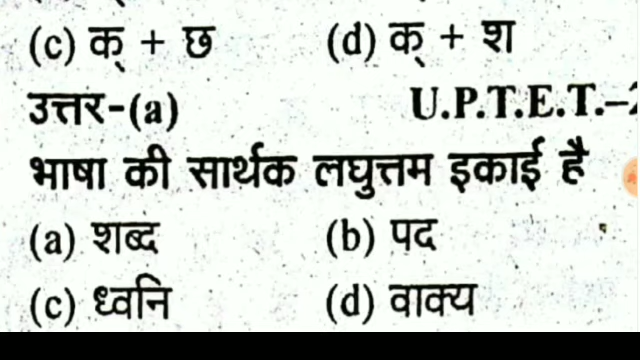 (c) क् + छ (d) क् + श
उत्तर-(a) U.P.T.E.T.–
भाषा की सार्थक लघुत्तम इकाई है
(a) शब्द (b) पद
(c) ध्वनि (d) वाक्य